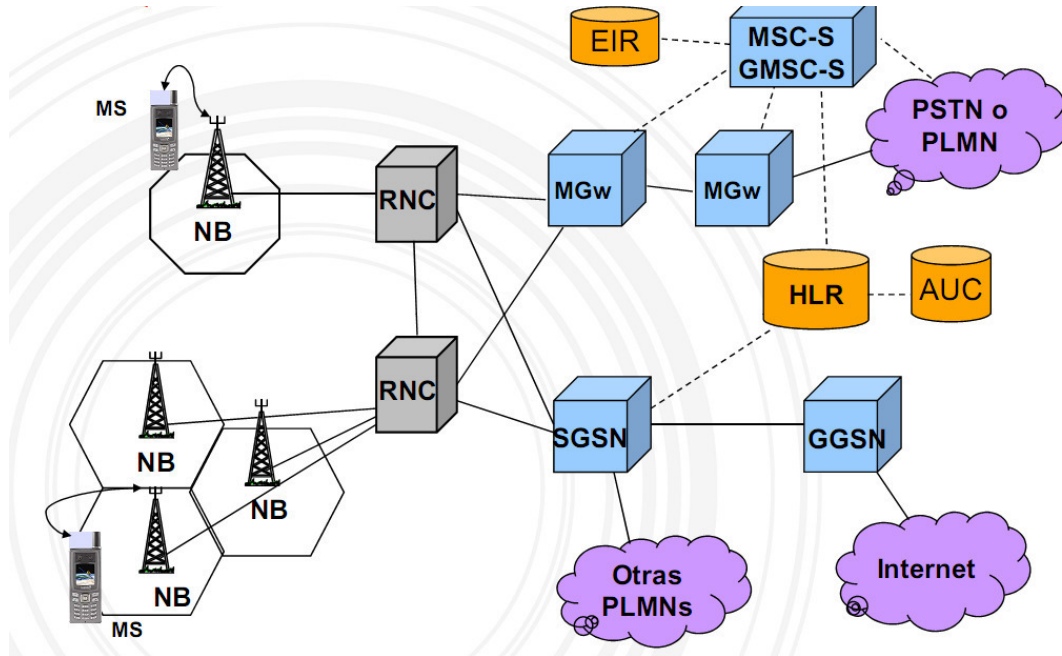 EIR
MSC-S
GMSC-S
MS
PSTN o
PLMN
RNC
MGw
MGw
NB
HLR
AUC
RNC
SGSN
GGSN
NB
NB
NB
MS
Otras
PLMNs
Internet